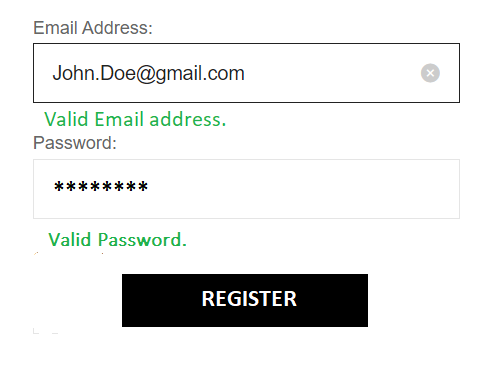 Email Address:
John.Doe@gmail.com
Valid Email address.
Password:
********
Valid Password.
REGISTER